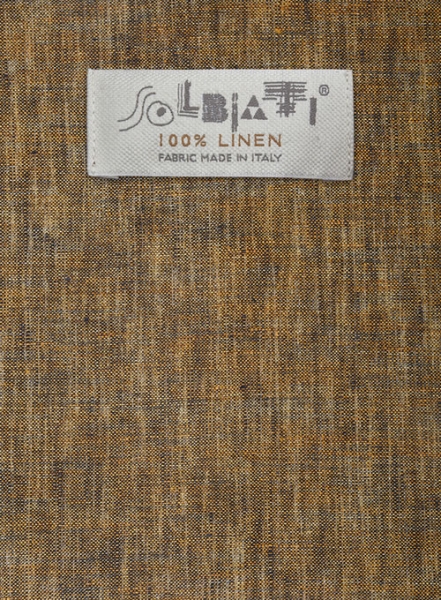 SOLBIATI®
100% LINEN
FABRIC MADE IN ITALY